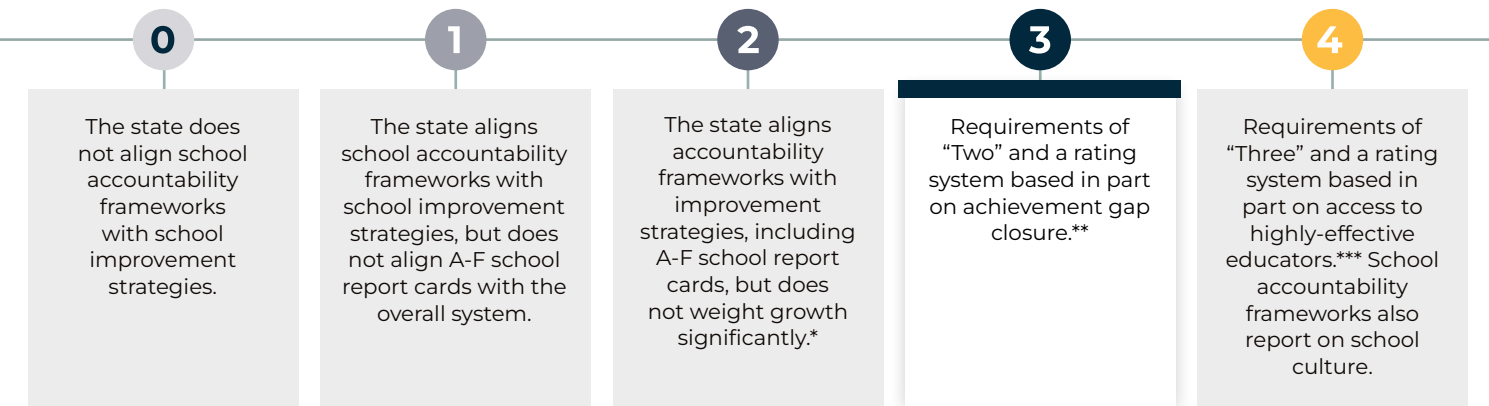 0
The state does
not align school
accountability
frameworks
with school
improvement
strategies.
1
The state aligns
school accountability
frameworks with
school improvement
strategies, but does
not align A-F school
report cards with the
overall system.
2
The state aligns
accountability
frameworks with
improvement
strategies, including
A-F school report
cards, but does
not weight growth
significantly.*
3
Requirements of
“Two” and a rating
system based in part
on achievement gap
closure.**
4
Requirements of
“Three” and a rating
system based in
part on access to
highly-effective
educators.*** School
accountability
frameworks also
report on school
culture.